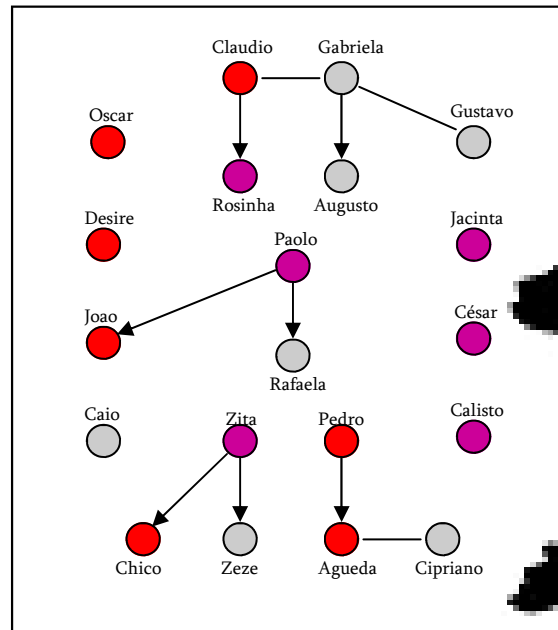 Claudio
Gabriela
Oscar
Gustavo
Rosinha
Augusto
Desire
Paolo
Jacinta
Joao
César
Rafaela
Caio
Zita
Pedro
Calisto
Chico
Zeze
Agueda
Cipriano